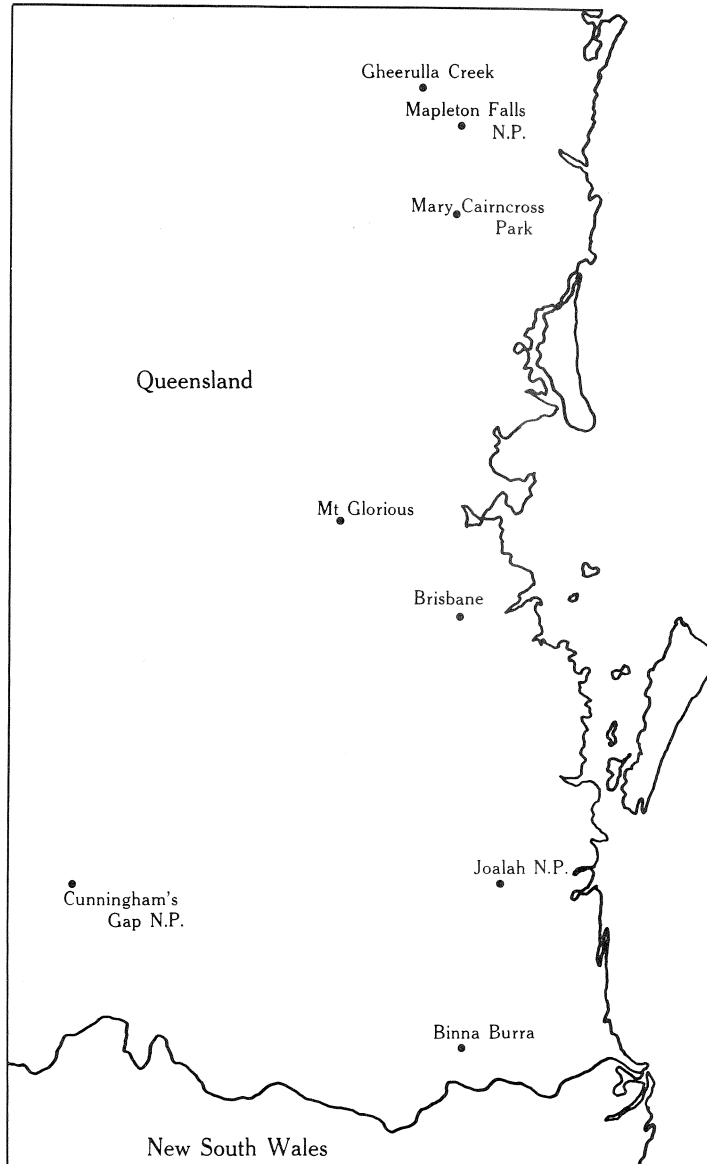 Gheerulla Creek
Mapleton Falls
N.P.
Mary Cairncross
Park
Queensland
Mt Glorious
Brisbane
Joalah N.P.
Cunningham's
Gap N.P.
Binna Burra
New South Wales